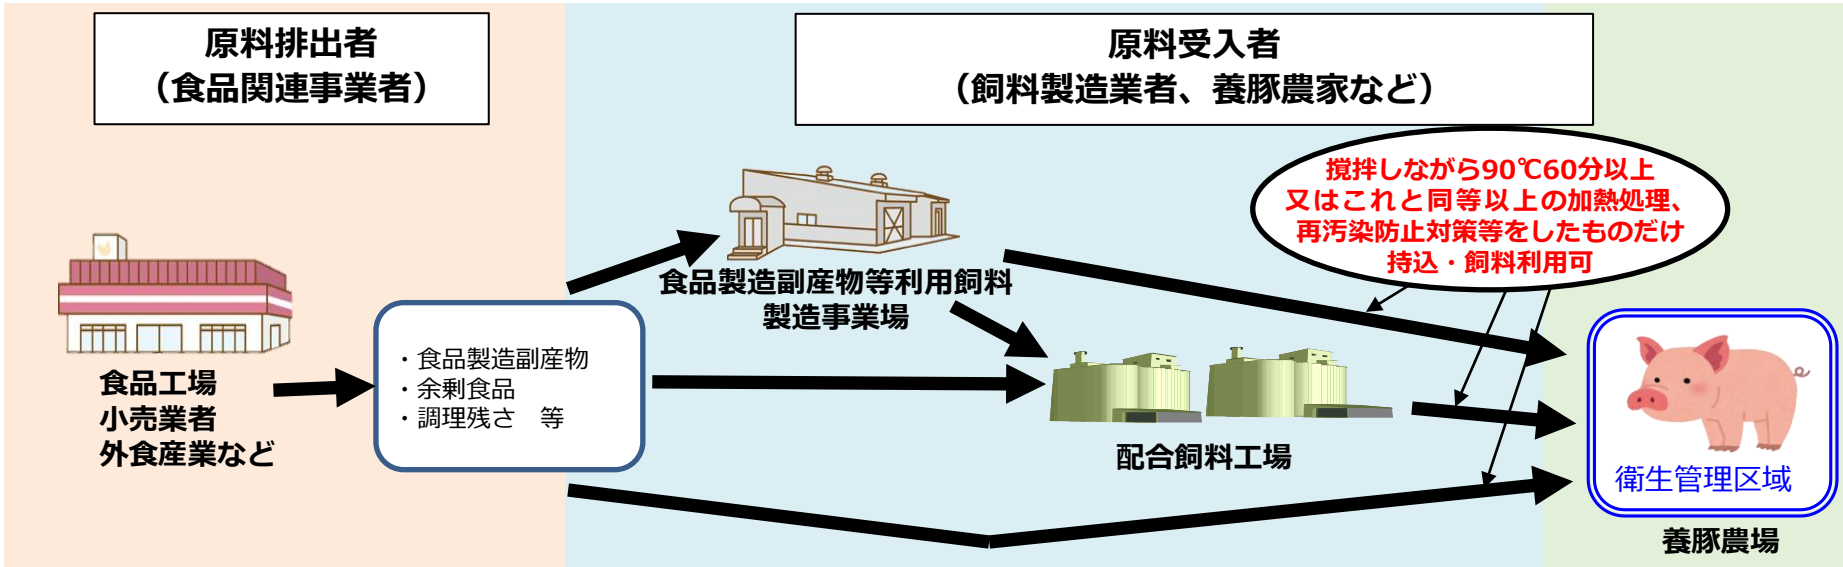 原料排出者
（食品関連事業者）
原料受入者
（飼料製造業者、養豚農家など）
撹拌しながら90℃60分以上
又はこれと同等以上の加熱処理、
再汚染防止対策等をしたものだけ
持込・飼料利用可
食品製造副産物等利用飼料
製造事業場
食品工場
小売業者
外食産業など
・食品製造副産物
・余剰食品
・調理残さ　等
配合飼料工場
衛生管理区域
養豚農場